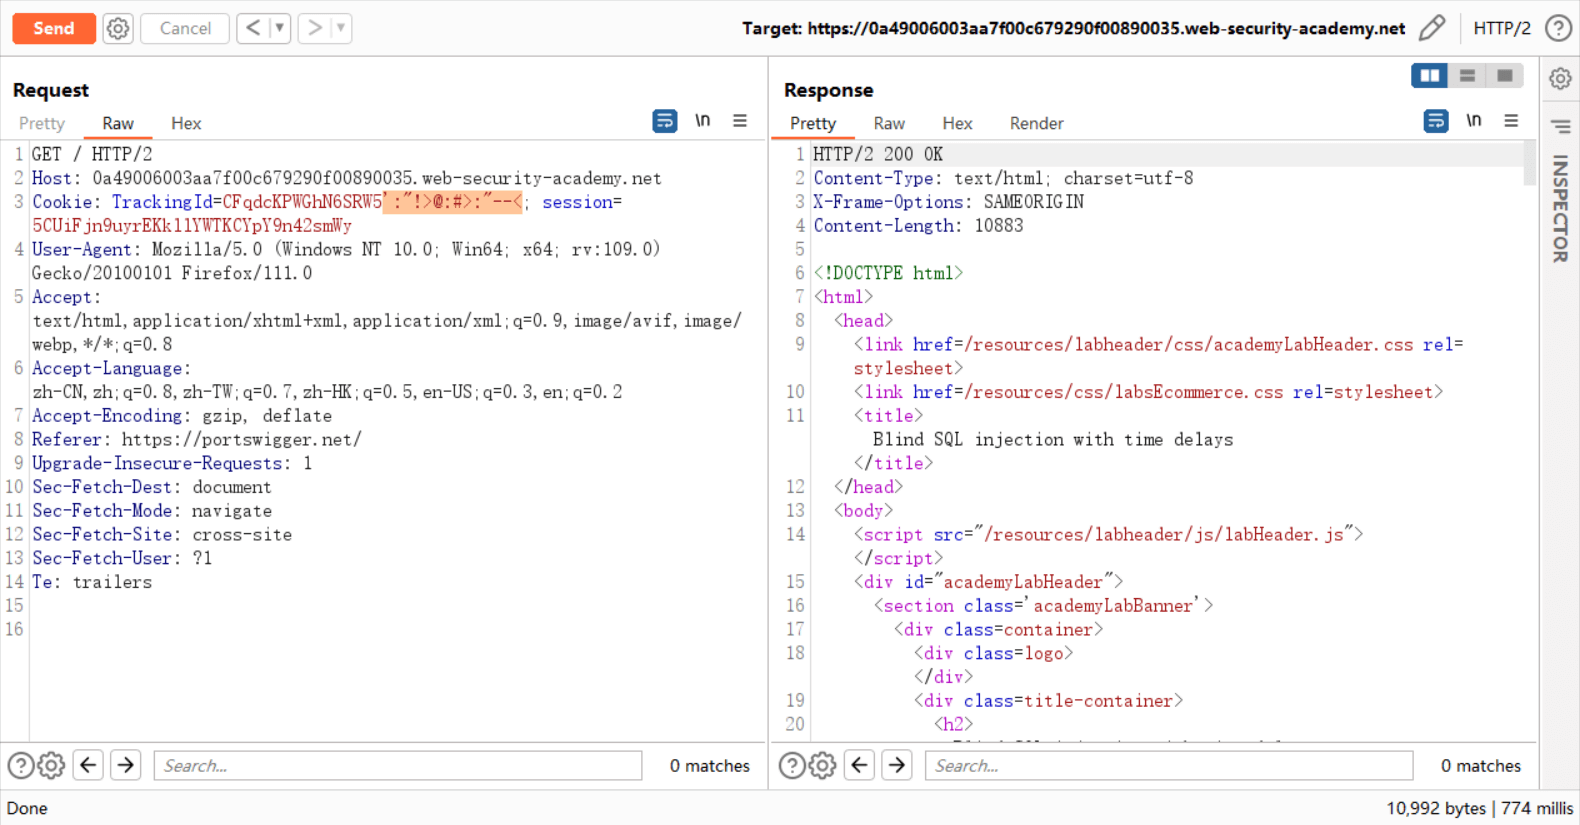 Send
Cancel
< ▼
> ▼
Target: https://0a49006003aa7f00c679290f00890035.web-security-academy.net
HTTP/2
Request
Pretty Raw Hex
\n
1 GET / HTTP/2
2 Host: 0a49006003aa7f00c679290f00890035.web-security-academy.net
3 Cookie: TrackingId=CFqdcKPWGhN6SRW5':"!>@:#>:"--<; session=
5CUiFjn9uyrEKkl1YWTKCYpY9n42smWy
4 User-Agent: Mozilla/5.0 (Windows NT 10.0; Win64; x64; rv:109.0)
Gecko/20100101 Firefox/111.0
5 Accept:
text/html,application/xhtml+xml,application/xml;q=0.9,image/avif,image/
webp,*/*;q=0.8
6 Accept-Language:
zh-CN,zh;q=0.8,zh-TW;q=0.7,zh-HK;q=0.5,en-US;q=0.3,en;q=0.2
7 Accept-Encoding: gzip, deflate
8 Referer: https://portswigger.net/
9 Upgrade-Insecure-Requests: 1
10 Sec-Fetch-Dest: document
11 Sec-Fetch-Mode: navigate
12 Sec-Fetch-Site: cross-site
13 Sec-Fetch-User: ?1
14 Te: trailers
15
16
Search...
0 matches
Response
Pretty Raw Hex Render
\n
1 HTTP/2 200 OK
2 Content-Type: text/html; charset=utf-8
3 X-Frame-Options: SAMEORIGIN
4 Content-Length: 10883
5
6 <!DOCTYPE html>
7 <html>
8 <head>
9 <link href=/resources/labheader/css/academyLabHeader.css rel=
stylesheet>
10 <link href=/resources/css/labsEcommerce.css rel=stylesheet>
11 <title>
Blind SQL injection with time delays
</title>
12 </head>
13 <body>
14 <script src="/resources/labheader/js/labHeader.js">
</script>
15 <div id="academyLabHeader">
16 <section class='academyLabBanner'>
17 <div class=container>
18 <div class=logo>
</div>
19 <div class=title-container>
20 <h2>
Search...
0 matches
INSPECTOR
Done
10,992 bytes | 774 millis